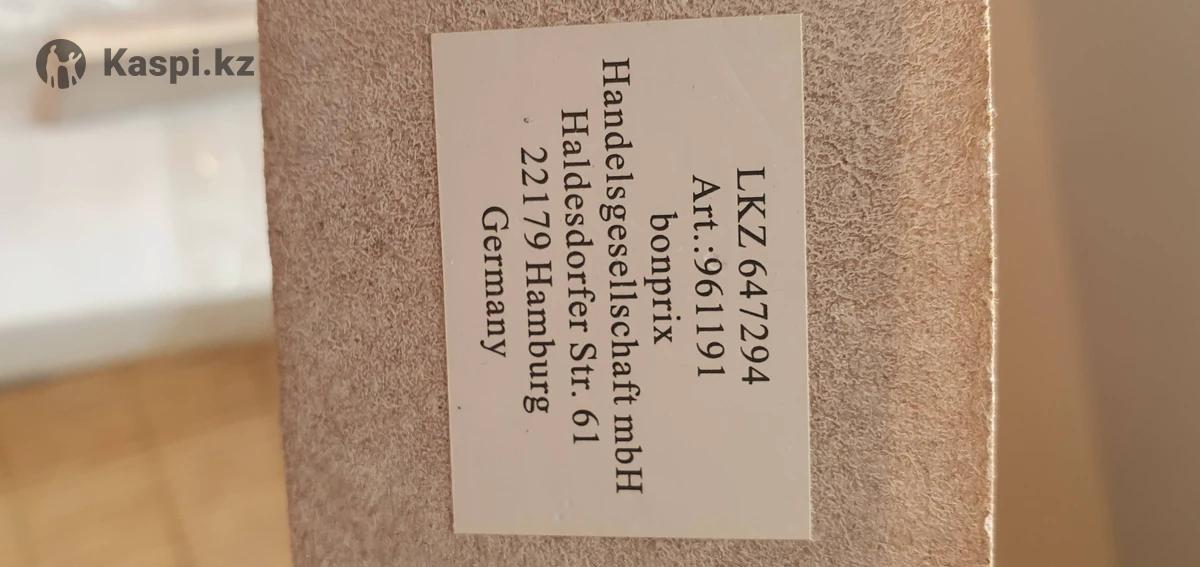 Kaspi.kz
LKZ 647294
Art.:961191
bonprix
Handelsgesellschaft mbH
Haldesdorfer Str. 61
22179 Hamburg
Germany